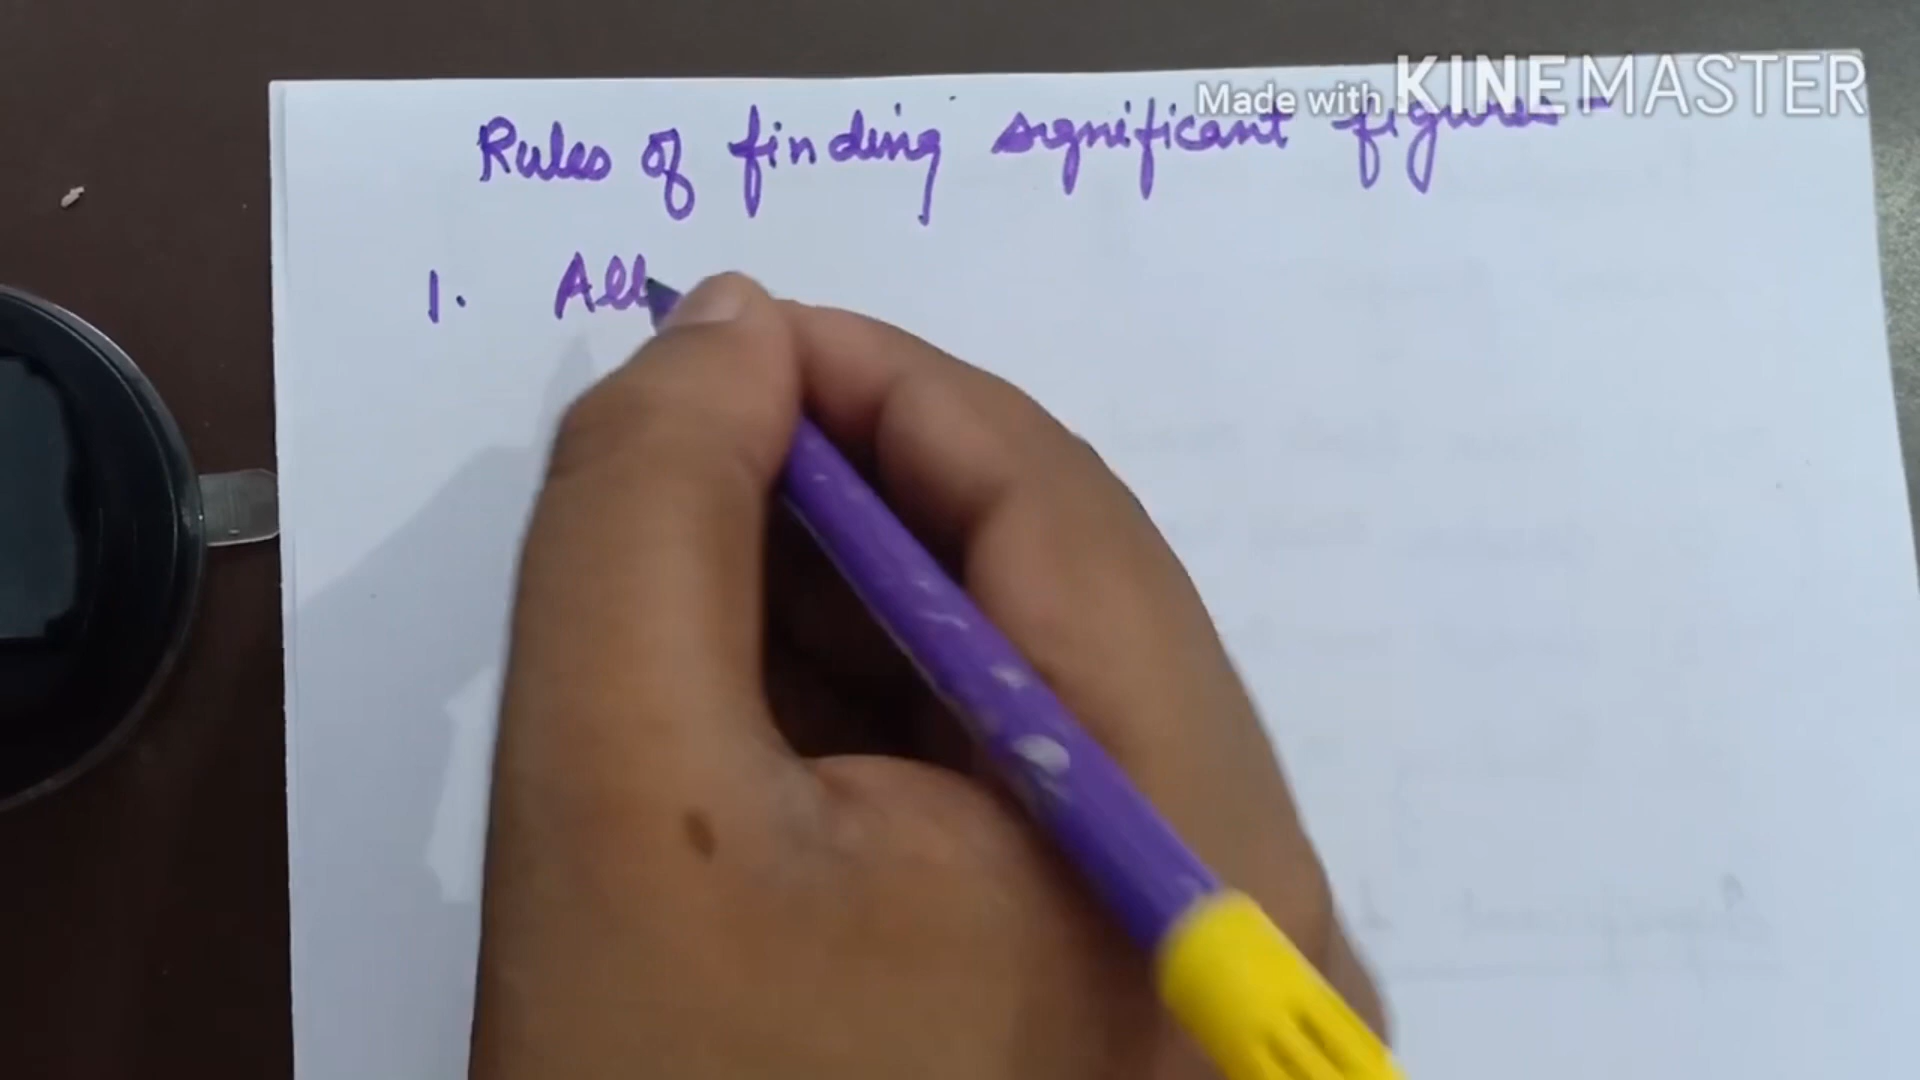 Made with KINEMASTER
Rules of finding significant figures-
1. All